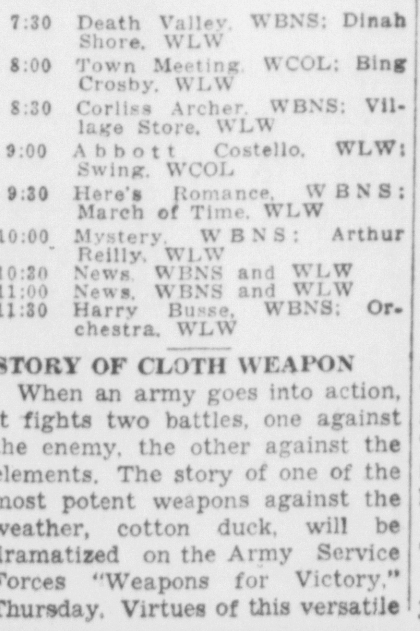 7:30 Death Valley, WBNS; Dinah
Shore, WLW
8:00 Town Meeting, WCOL; Bing
Crosby, WLW
8:30 Corliss Archer, WBNS; Vil-
lage Store, WLW
9:00 Abbott Costello, WLW;
Swing, WCOL
9:30 Here's Romance, WBNS;
March of Time, WLW
10:00 Mystery, WBNS; Arthur
Reilly, WLW
10:30 News, WBNS and WLW
11:00 News, WBNS and WLW
11:30 Harry Busse, WBNS; Or-
chestra, WLW
STORY OF CLOTH WEAPON
When an army goes into action,
t fights two battles, one against
he enemy, the other against the
elements. The story of one of the
most potent weapons against the
weather, cotton duck, will be
dramatized on the Army Service
Forces "Weapons for Victory,"
Thursday. Virtues of this versatile